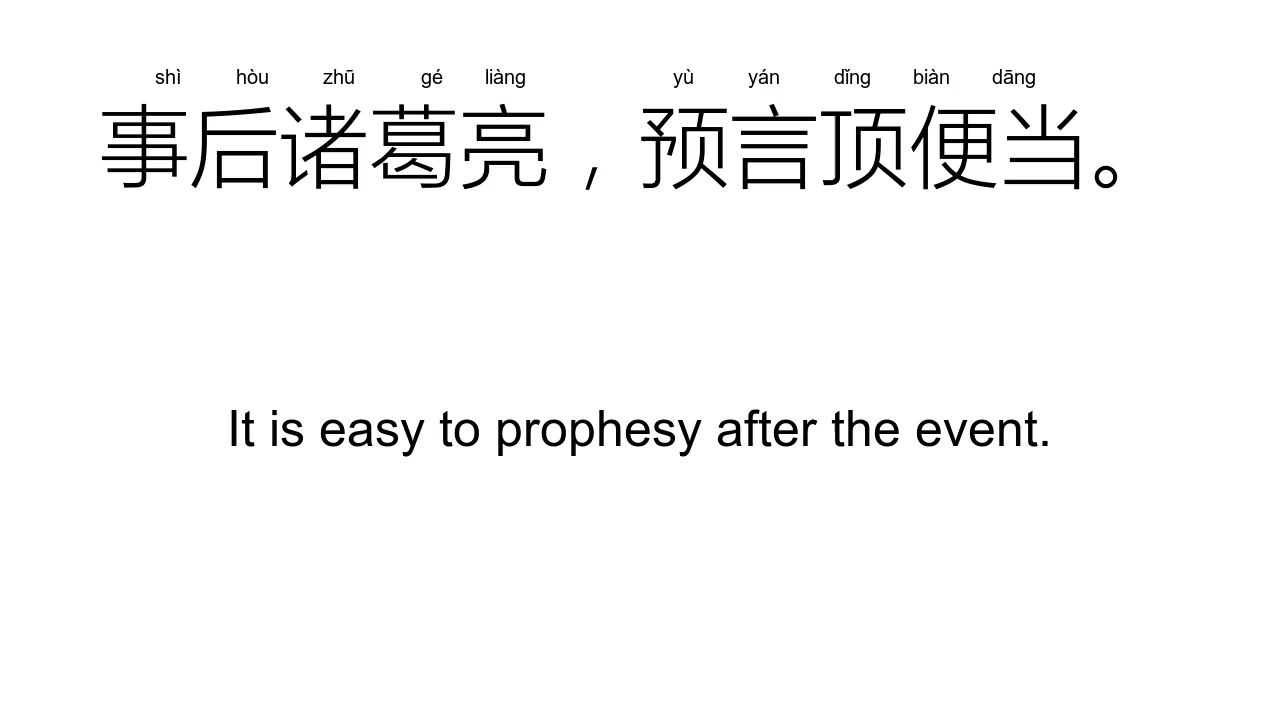 shì hòu zhū gé liàng yù yán dǐng biàn dāng
事后诸葛亮，预言顶便当。
It is easy to prophesy after the event.